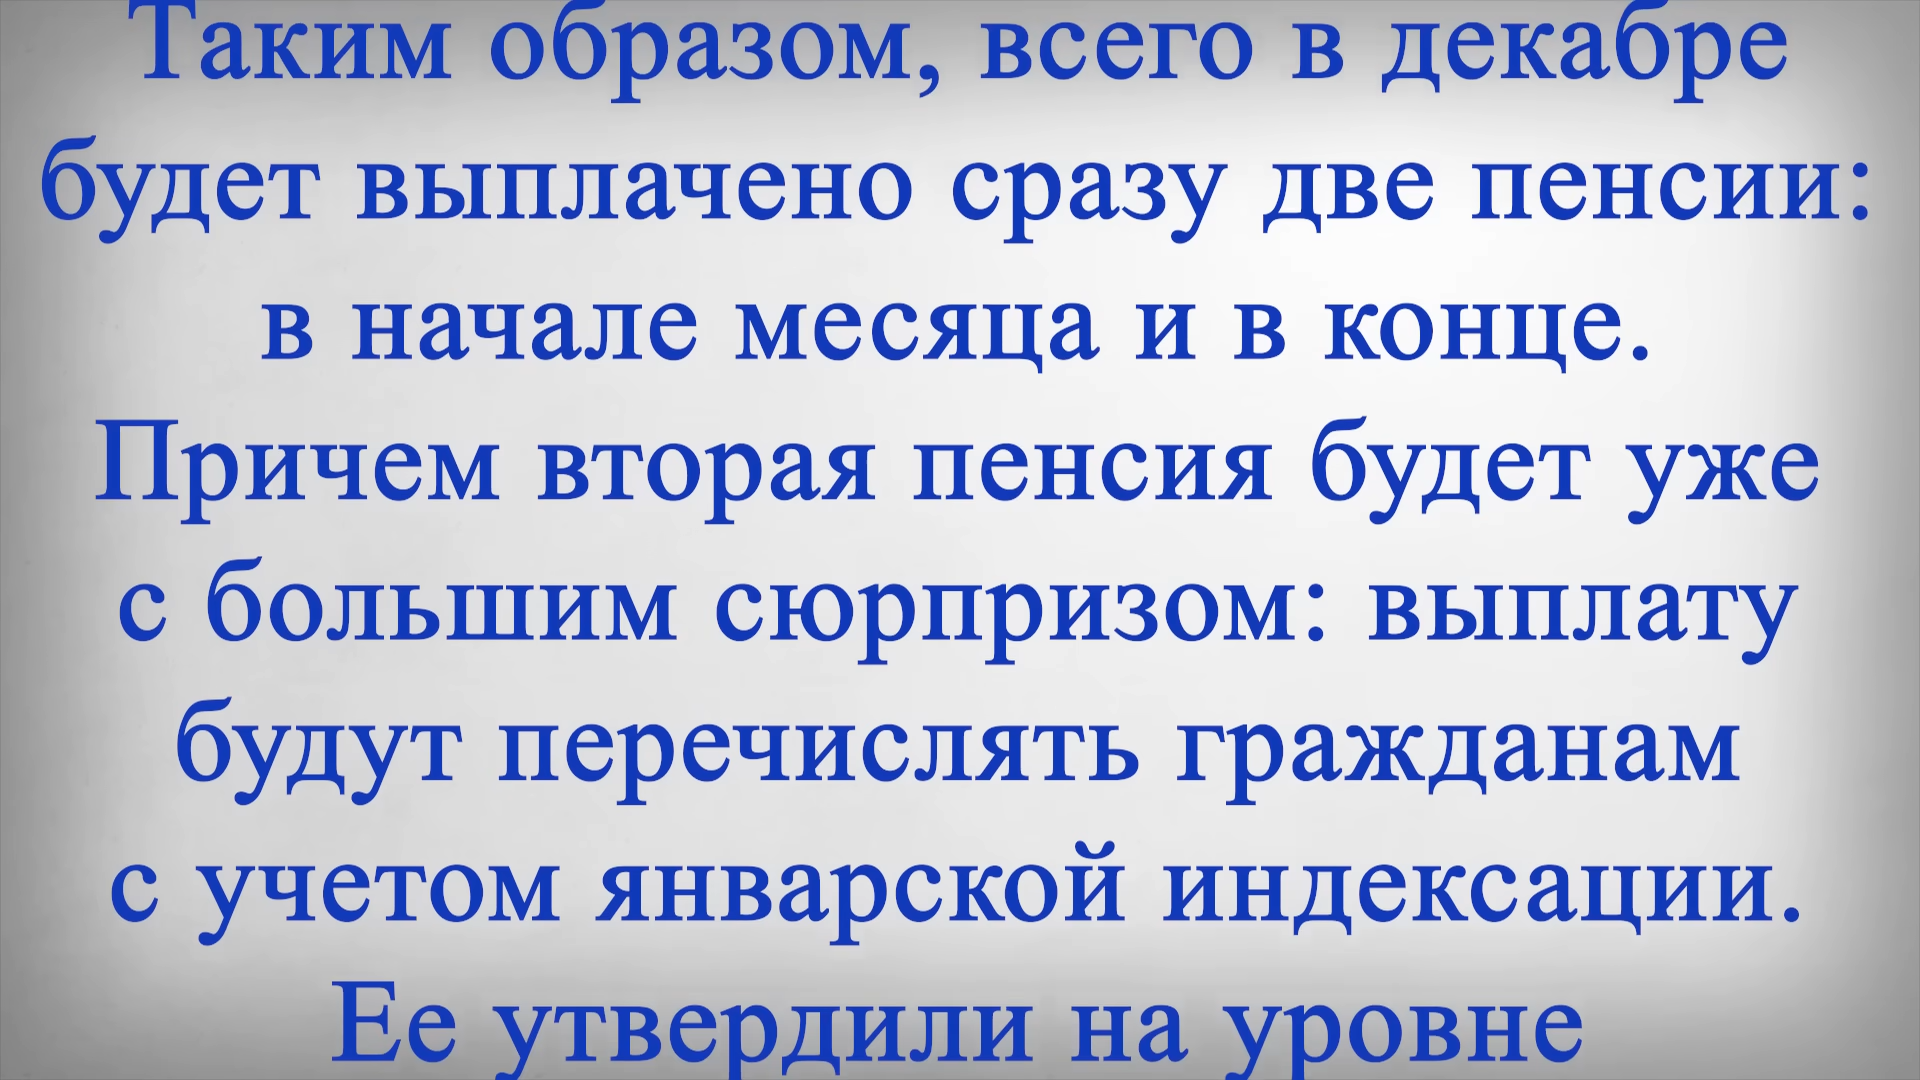 Таким образом, всего в декабре
будет выплачено сразу две пенсии:
в начале месяца и в конце.
Причем вторая пенсия будет уже
с большим сюрпризом: выплату
будут перечислять гражданам
с учетом январской индексации.
Ее утвердили на уровне